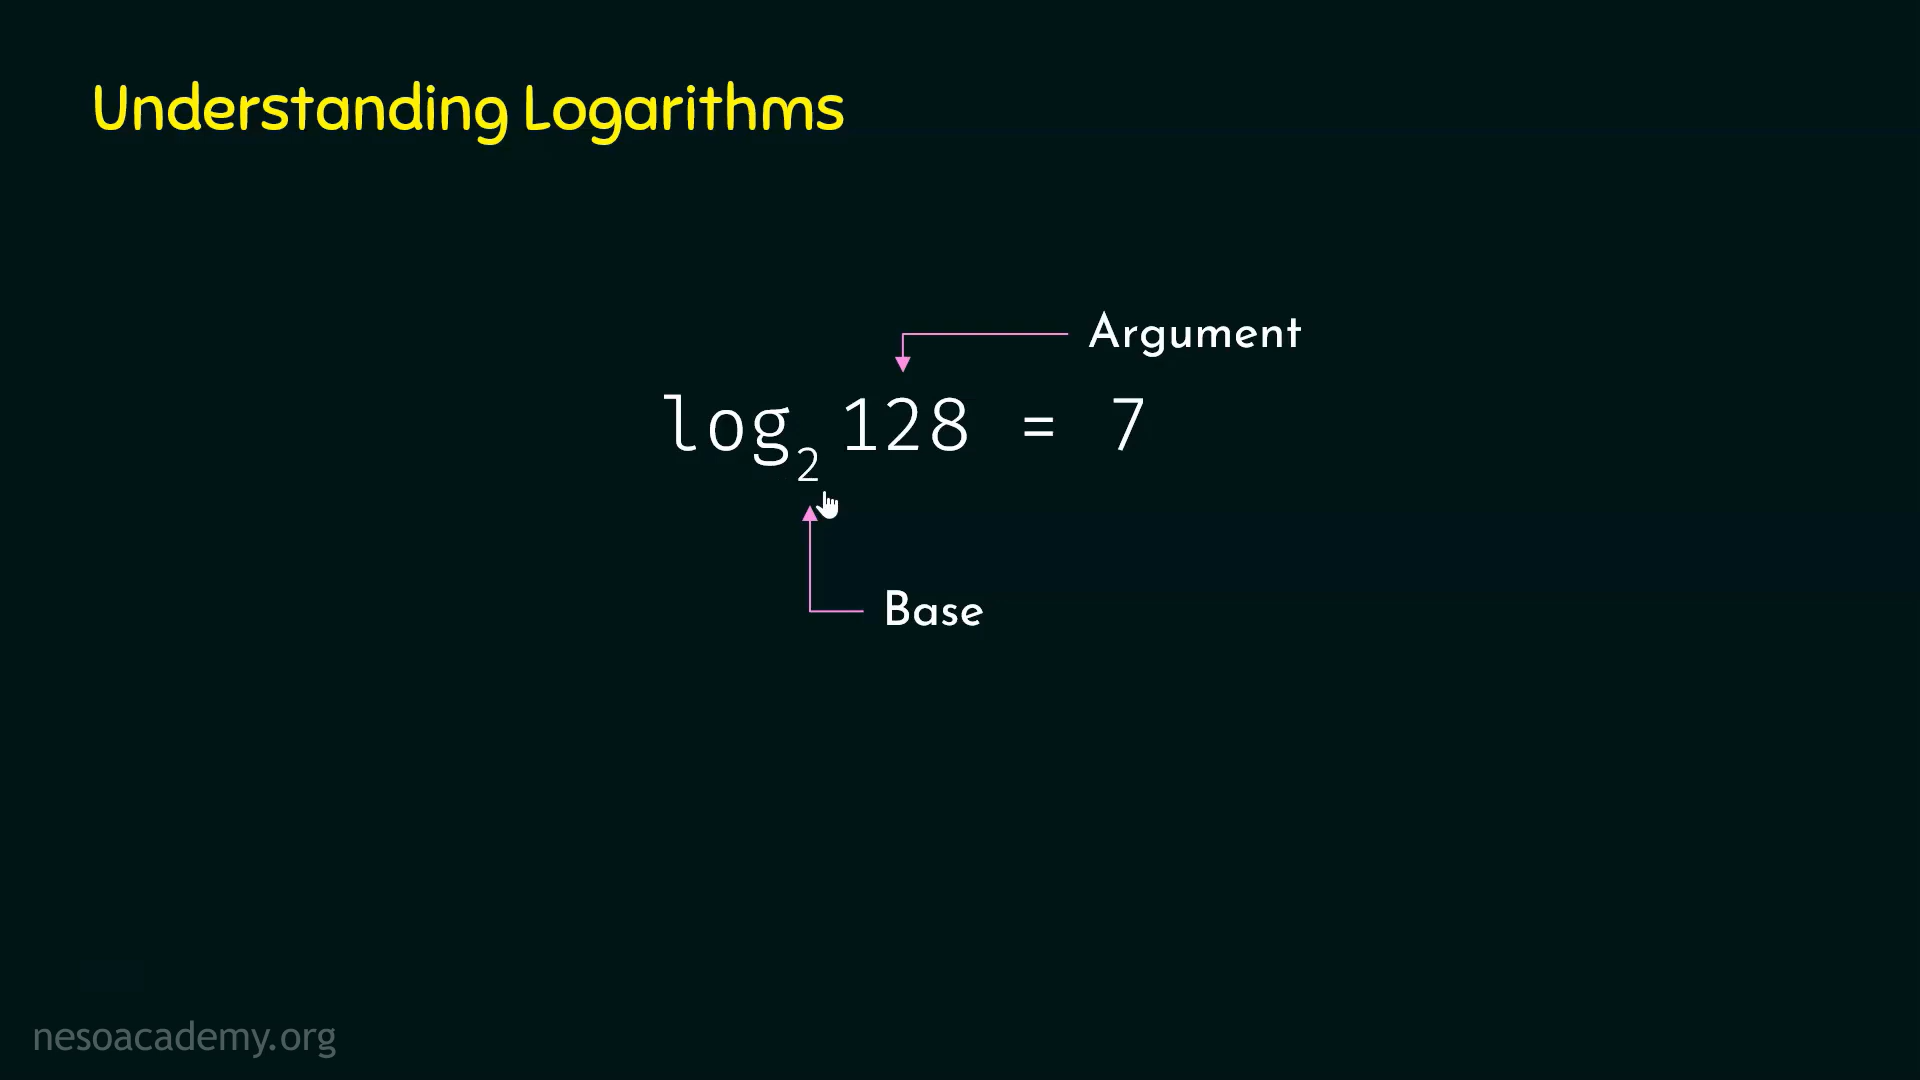 Understanding Logarithms
Argument
log₂ 128 = 7
Base
nesoacademy.org